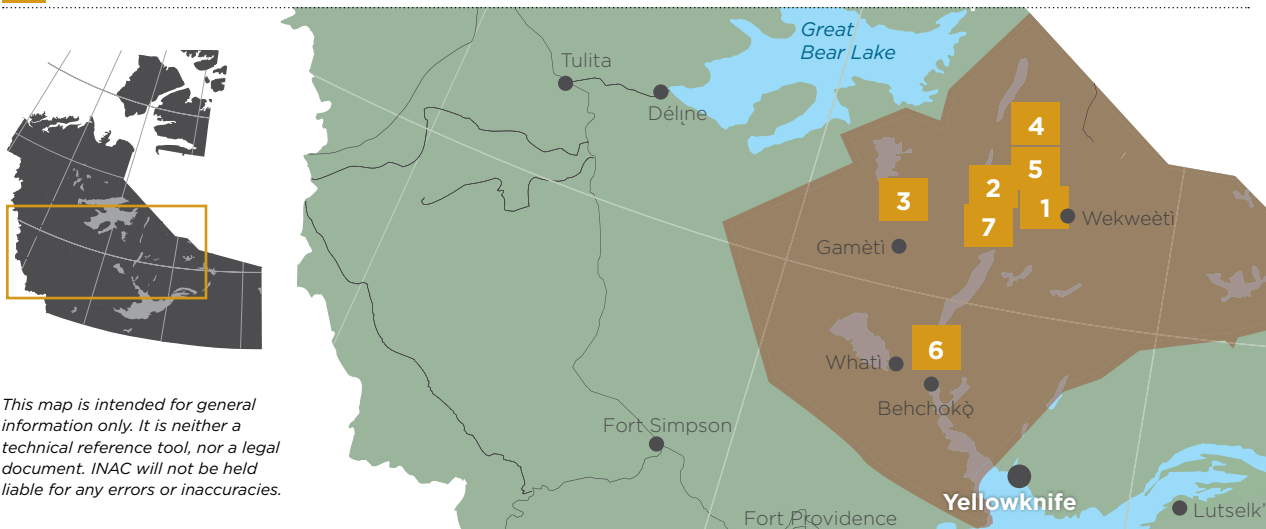 Great
Bear Lake
Tulita
Délı̨ne
4
5
2
3
1
Wekweètì
7
Gamètì
6
Whatì
Behchokǫ̀
This map is intended for general
information only. It is neither a
technical reference tool, nor a legal
document. INAC will not be held
liable for any errors or inaccuracies.
Fort Simpson
Yellowknife
Fort Providence
Lutselk'